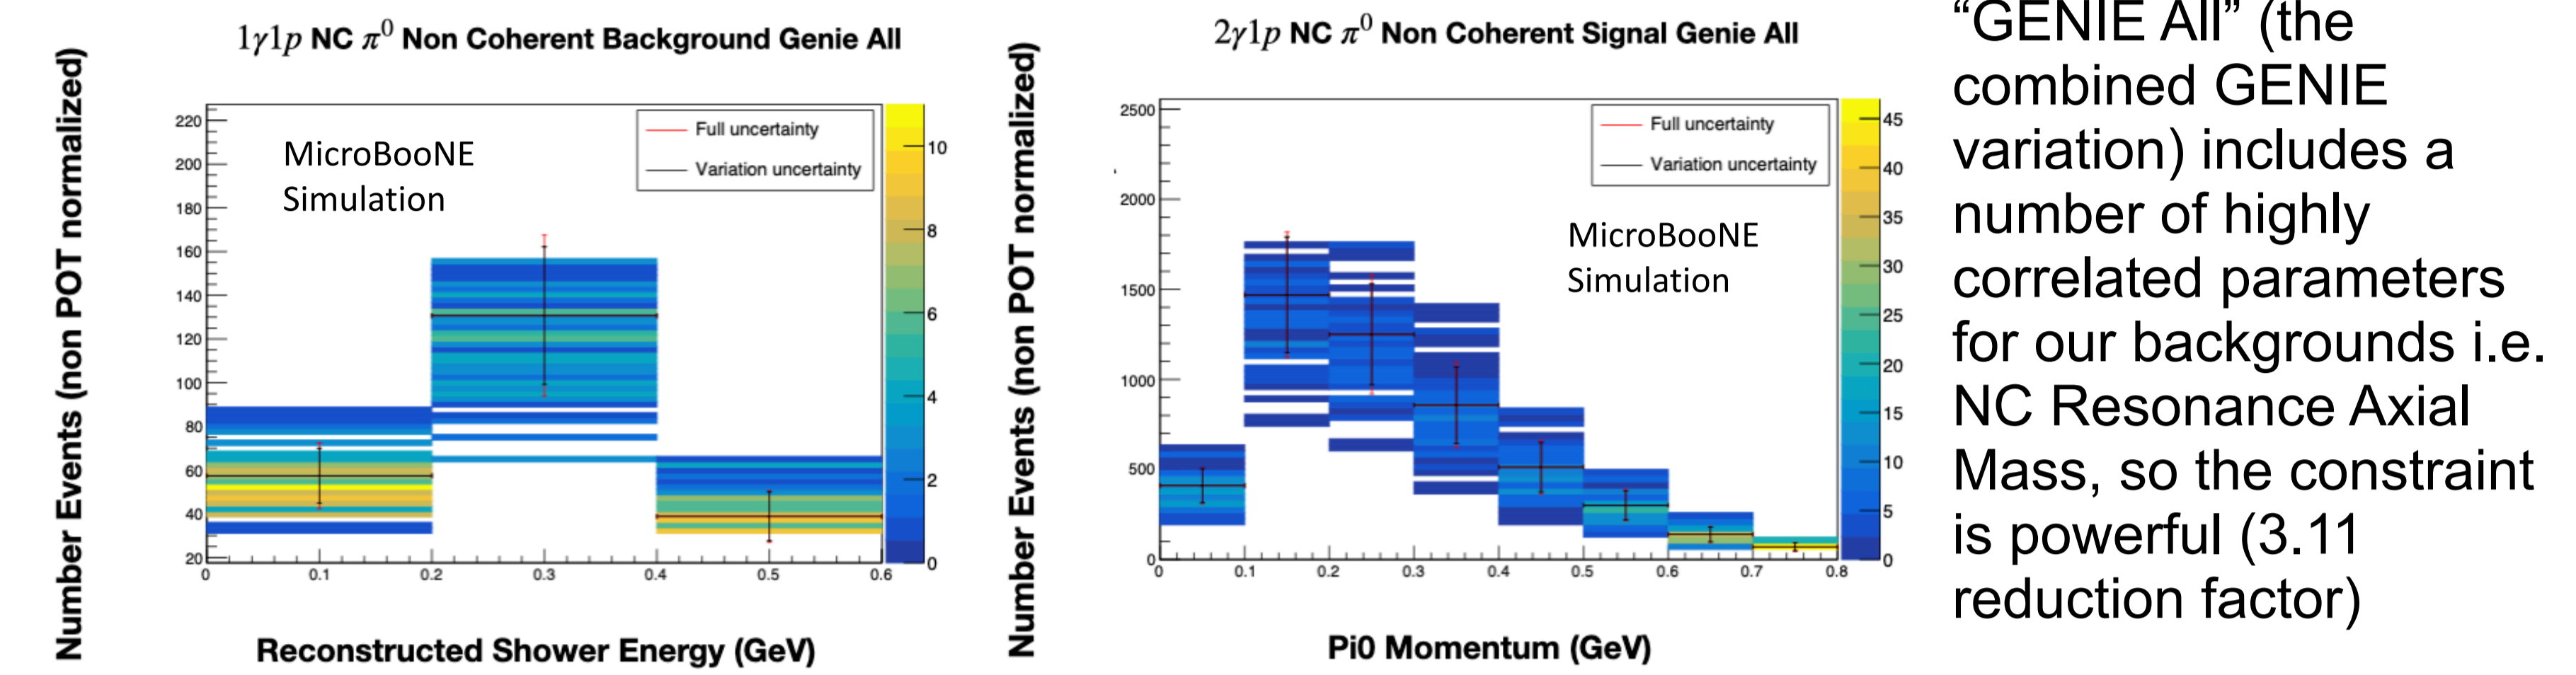 1γ1p NC π⁰ Non Coherent Background Genie All
Number Events (non POT normalized)
220
200
180
160
140
120
100
80
60
40
20
MicroBooNE
Simulation
Full uncertainty
Variation uncertainty
10
8
6
4
2
0
0 0.1 0.2 0.3 0.4 0.5 0.6
Reconstructed Shower Energy (GeV)
2γ1p NC π⁰ Non Coherent Signal Genie All
Number Events (non POT normalized)
2500
2000
1500
1000
500
0
Full uncertainty
Variation uncertainty
MicroBooNE
Simulation
45
40
35
30
25
20
15
10
5
0
0 0.1 0.2 0.3 0.4 0.5 0.6 0.7 0.8
Pi0 Momentum (GeV)
“GENIE All” (the
combined GENIE
variation) includes a
number of highly
correlated parameters
for our backgrounds i.e.
NC Resonance Axial
Mass, so the constraint
is powerful (3.11
reduction factor)